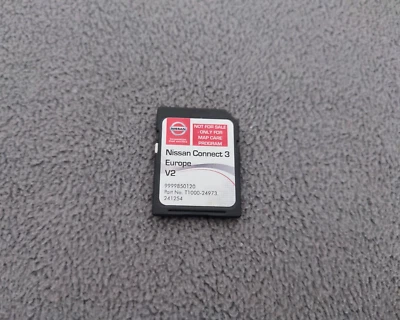 NISSAN
NOT FOR SALE
ONLY FOR
MAP CARE
PROGRAM
Nissan Connect 3
Europe
V2
9999850120
Part No. T1000-24973
241254